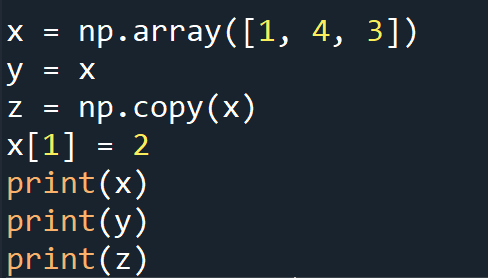 x = np.array([1, 4, 3])
y = x
z = np.copy(x)
x[1] = 2
print(x)
print(y)
print(z)